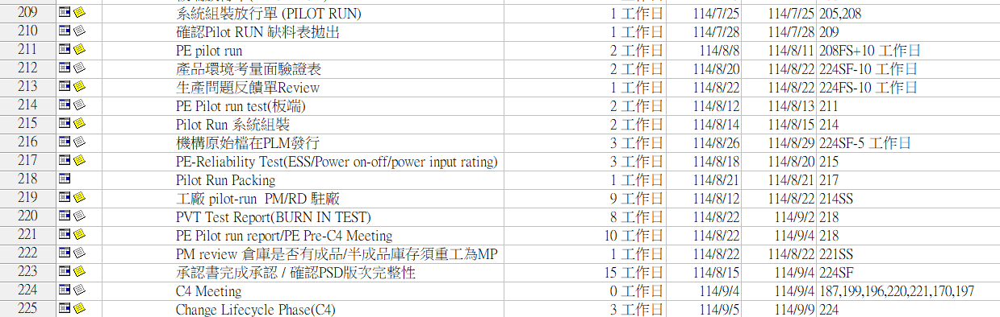 209 系統組裝放行單 (PILOT RUN) 1 工作日 114/7/25 114/7/25 205,208
210 確認Pilot RUN 缺料表拋出 1 工作日 114/7/28 114/7/28 209
211 PE pilot run 2 工作日 114/8/8 114/8/11 208FS+10 工作日
212 產品環境考量面驗證表 2 工作日 114/8/20 114/8/22 224SF-10 工作日
213 生產問題反饋單Review 1 工作日 114/8/22 114/8/22 224FS-10 工作日
214 PE Pilot run test(板端) 2 工作日 114/8/12 114/8/13 211
215 Pilot Run 系統組裝 2 工作日 114/8/14 114/8/15 214
216 機構原始檔在PLM發行 3 工作日 114/8/26 114/8/29 224SF-5 工作日
217 PE-Reliability Test(ESS/Power on-off/power input rating) 3 工作日 114/8/18 114/8/20 215
218 Pilot Run Packing 1 工作日 114/8/21 114/8/21 217
219 工廠 pilot-run PM/RD 駐廠 9 工作日 114/8/12 114/8/22 214SS
220 PVT Test Report(BURN IN TEST) 8 工作日 114/8/22 114/9/2 218
221 PE Pilot run report/PE Pre-C4 Meeting 10 工作日 114/8/22 114/9/4 218
222 PM review 倉庫是否有成品/半成品庫存須重工為MP 1 工作日 114/8/22 114/8/22 221SS
223 承認書完成承認 / 確認PSD版次完整性 15 工作日 114/8/15 114/9/4 224SF
224 C4 Meeting 0 工作日 114/9/4 114/9/4 187,199,196,220,221,170,197
225 Change Lifecycle Phase(C4) 3 工作日 114/9/5 114/9/9 224